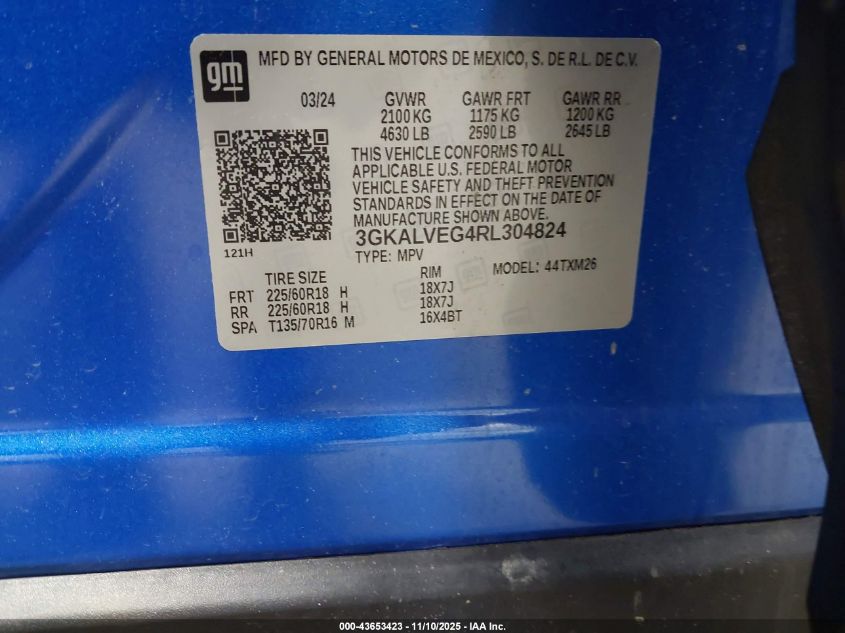 gm
MFD BY GENERAL MOTORS DE MEXICO, S. DE R.L. DE C.V.
03/24 GVWR GAWR FRT GAWR RR
2100 KG 1175 KG 1200 KG
4630 LB 2590 LB 2645 LB
THIS VEHICLE CONFORMS TO ALL
APPLICABLE U.S. FEDERAL MOTOR
VEHICLE SAFETY AND THEFT PREVENTION
STANDARDS IN EFFECT ON THE DATE OF
MANUFACTURE SHOWN ABOVE.
121H 3GKALVEG4RL304824
TYPE: MPV MODEL: 44TXM26
TIRE SIZE RIM
FRT 225/60R18 H 18X7J
RR 225/60R18 H 18X7J
SPA T135/70R16 M 16X4BT
000-43653423 - 11/10/2025 - IAA Inc.